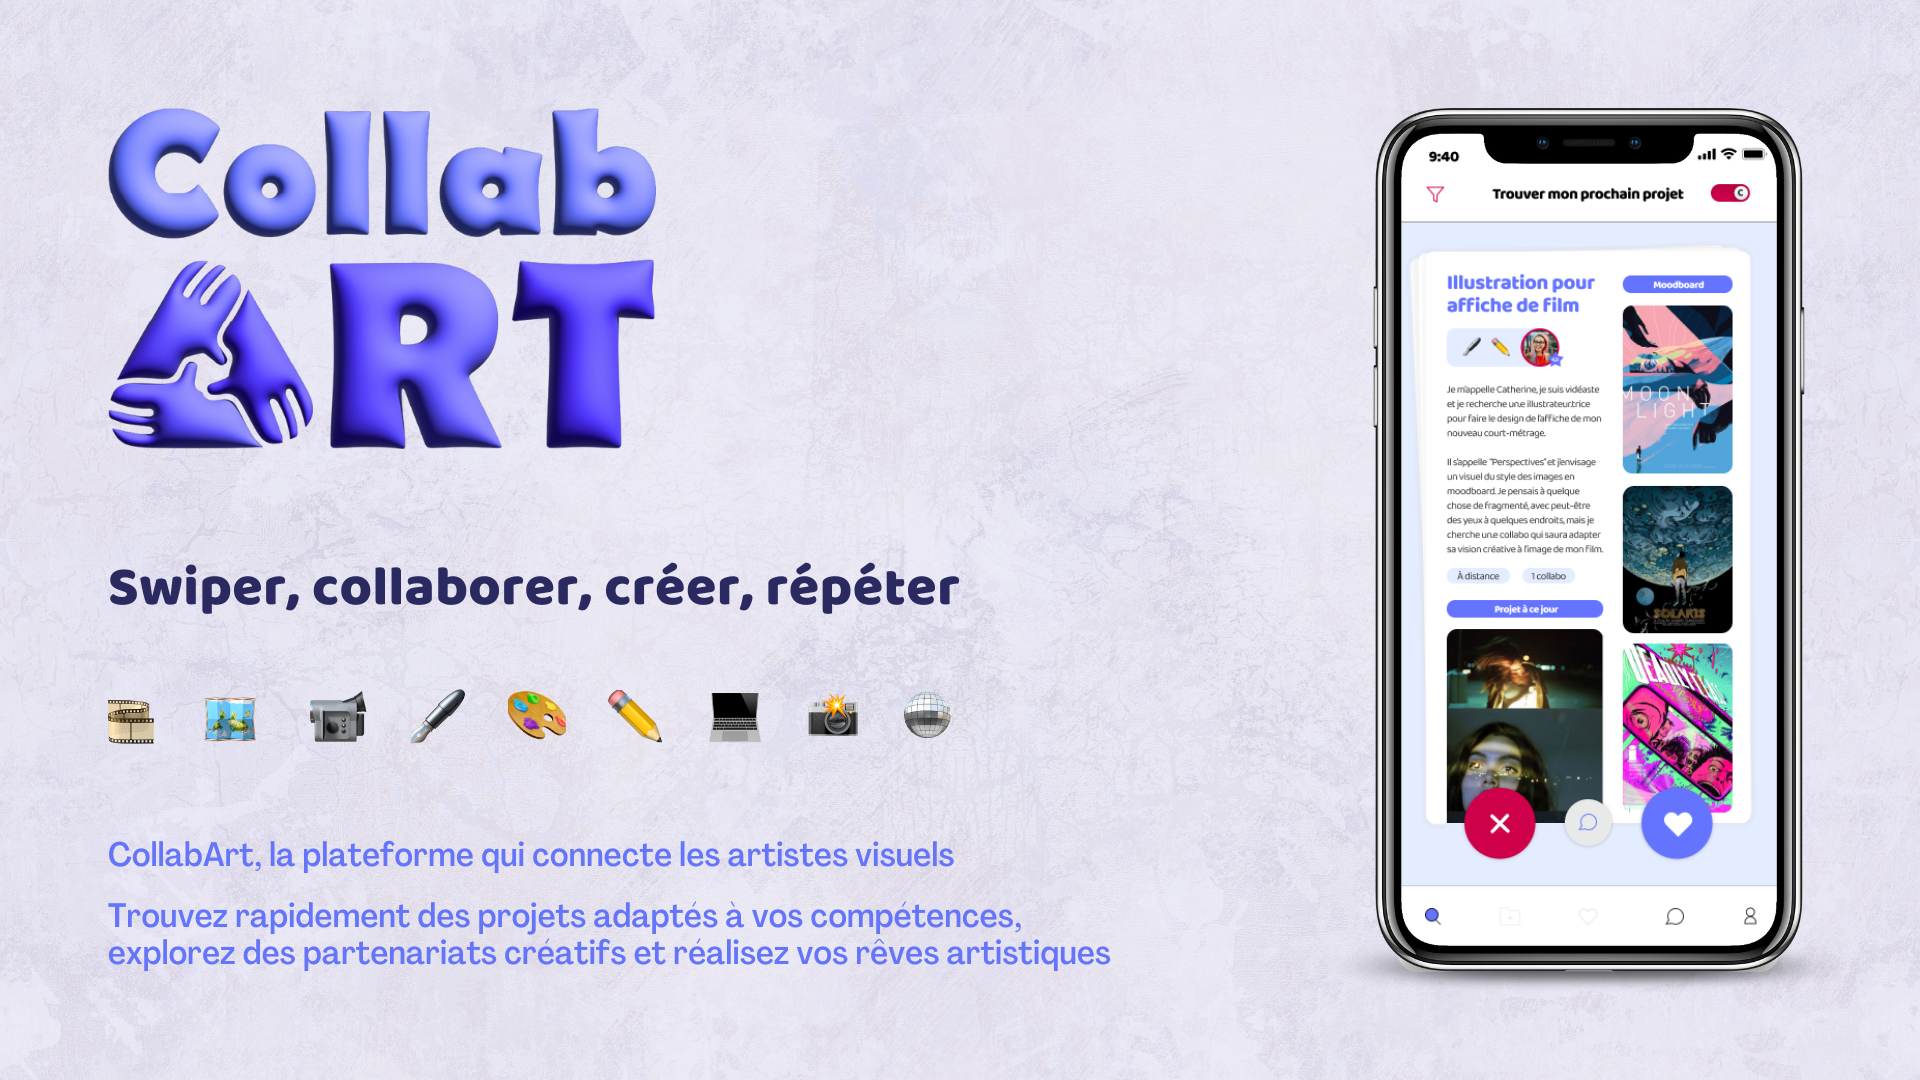 Collab
ART
Swiper, collaborer, créer, répéter
CollabArt, la plateforme qui connecte les artistes visuels
Trouvez rapidement des projets adaptés à vos compétences,
explorez des partenariats créatifs et réalisez vos rêves artistiques
9:40
Trouver mon prochain projet
C
Illustration pour
affiche de film
Je m'appelle Catherine, je suis vidéaste
et je recherche un.e illustrateur.trice
pour faire le design de l'affiche de mon
nouveau court-métrage.
Il s'appelle "Perspectives" et j'envisage
un visuel du style des images en
moodboard. Je pensais à quelque
chose de fragmenté, avec peut-être
des yeux à quelques endroits, mais je
cherche un.e collabo qui saura adapter
sa vision créative à l'image de mon film.
À distance
1 collabo
Projet à ce jour
Moodboard
MOON
LIGHT
SOLARIS